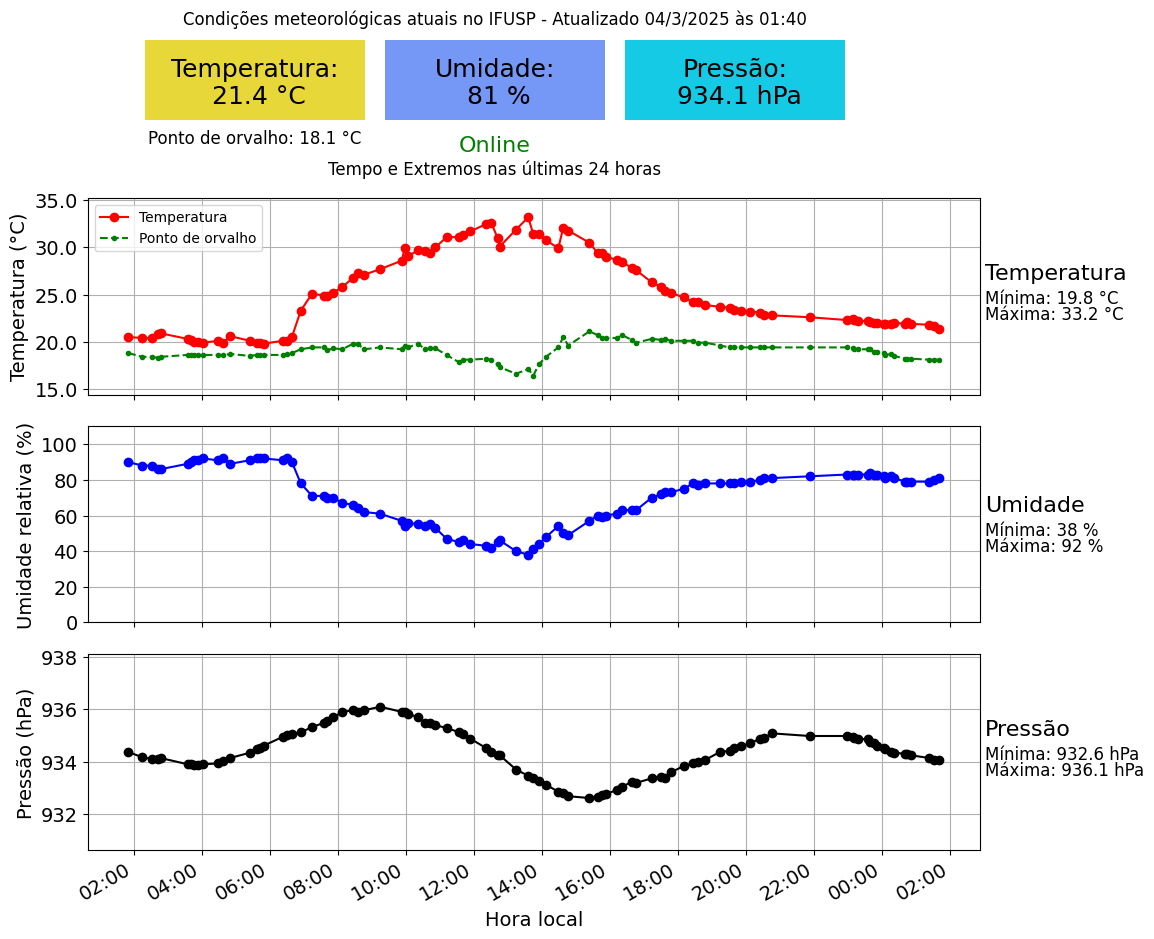 Condições meteorológicas atuais no IFUSP - Atualizado 04/3/2025 às 01:40
Temperatura:
21.4 °C
Umidade:
81 %
Pressão:
934.1 hPa
Ponto de orvalho: 18.1 °C
Online
Tempo e Extremos nas últimas 24 horas
Temperatura (°C)
35.0
30.0
25.0
20.0
15.0
Temperatura
Ponto de orvalho
Temperatura
Mínima: 19.8 °C
Máxima: 33.2 °C
Umidade relativa (%)
100
80
60
40
20
0
Umidade
Mínima: 38 %
Máxima: 92 %
Pressão (hPa)
938
936
934
932
Pressão
Mínima: 932.6 hPa
Máxima: 936.1 hPa
02:00 04:00 06:00 08:00 10:00 12:00 14:00 16:00 18:00 20:00 22:00 00:00 02:00
Hora local